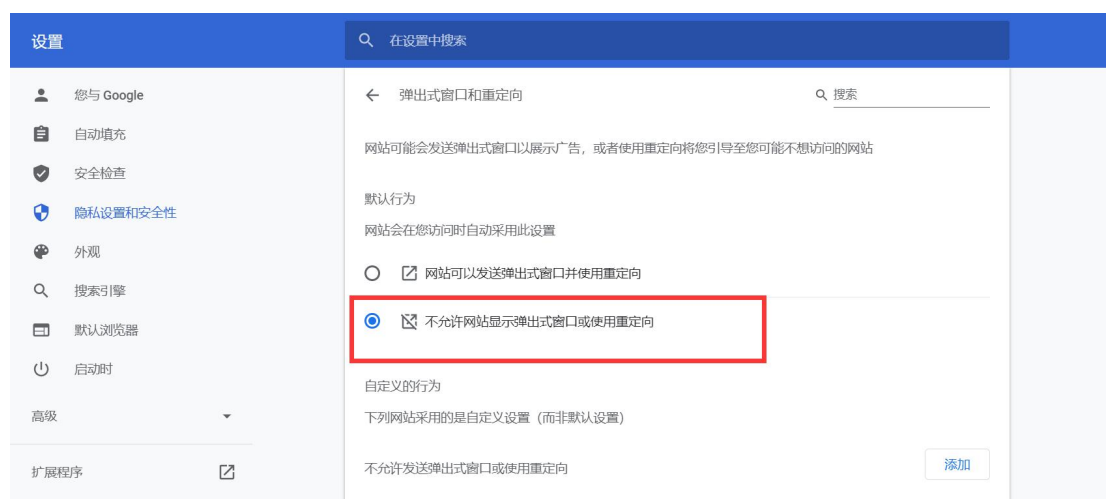 设置
在设置中搜索
您与 Google
自动填充
安全检查
隐私设置和安全性
外观
搜索引擎
默认浏览器
启动时
高级
扩展程序
弹出式窗口和重定向
搜索
网站可能会发送弹出式窗口以展示广告，或者使用重定向将您引导至您可能不想访问的网站
默认行为
网站会在您访问时自动采用此设置
网站可以发送弹出式窗口并使用重定向
不允许网站显示弹出式窗口或使用重定向
自定义的行为
下列网站采用的是自定义设置（而非默认设置）
不允许发送弹出式窗口或使用重定向
添加